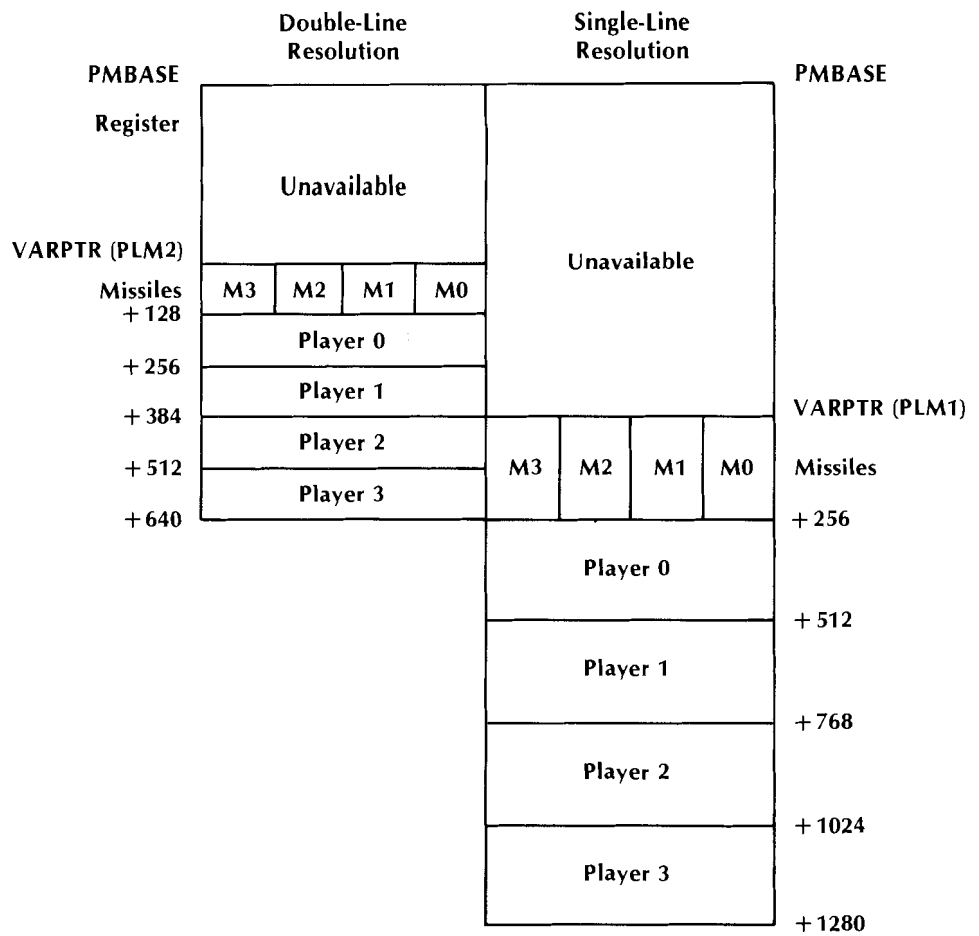 Double-Line
Resolution
Single-Line
Resolution
PMBASE
PMBASE
Register
Unavailable
Unavailable
VARPTR (PLM2)
Missiles
M3 M2 M1 M0
+128
Player 0
+256
Player 1
+384
VARPTR (PLM1)
Player 2
M3 M2 M1 M0
Missiles
+512
Player 3
+640
+256
Player 0
+512
Player 1
+768
Player 2
+1024
Player 3
+1280